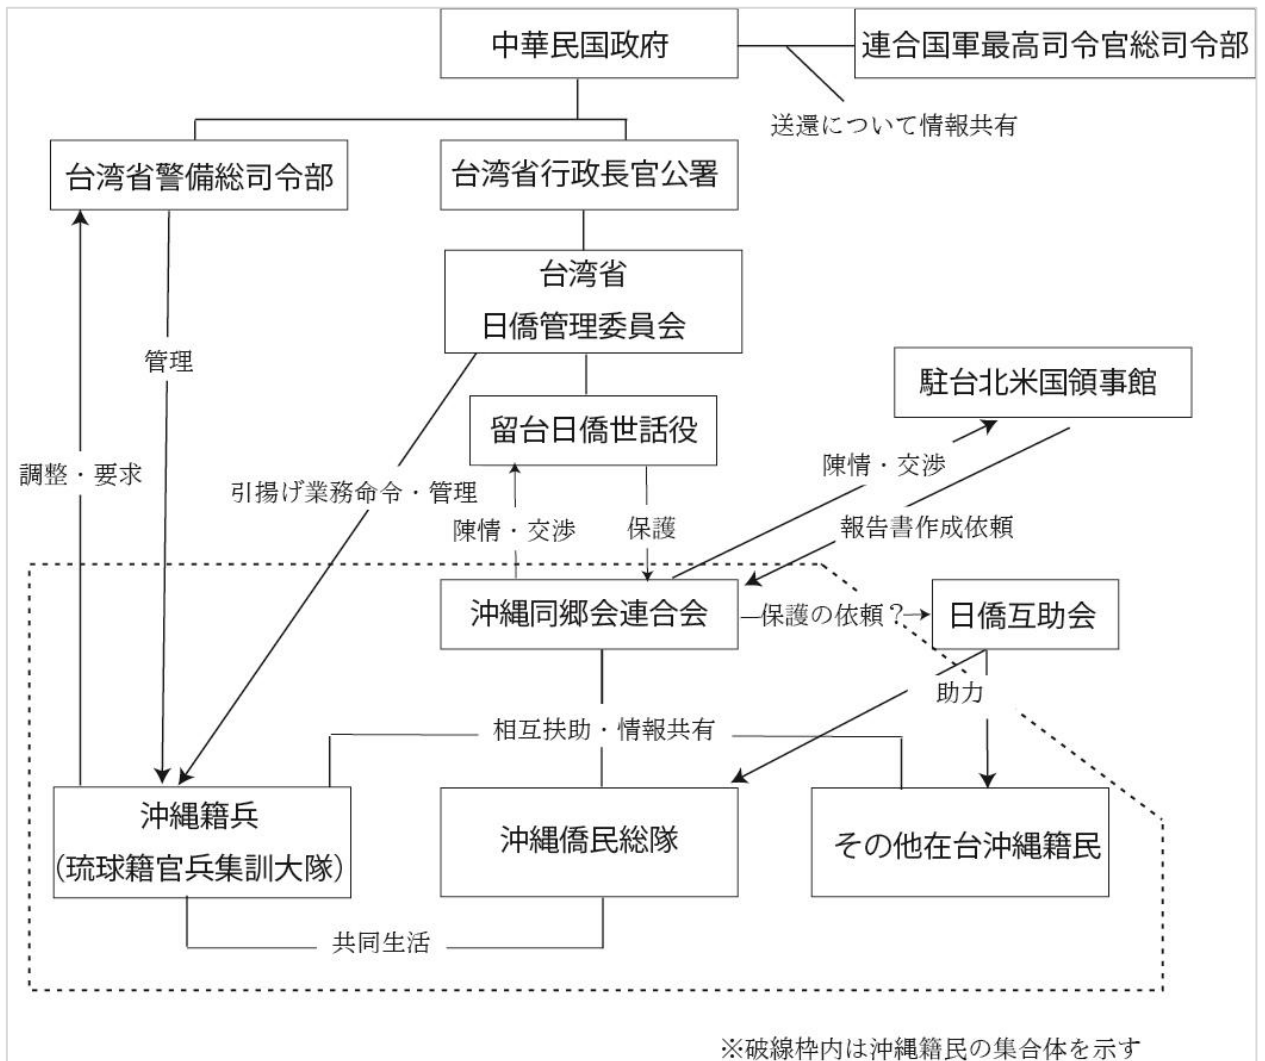 中華民国政府
連合国軍最高司令官総司令部
送還について情報共有
台湾省警備総司令部
台湾省行政長官公署
台湾省
日僑管理委員会
管理
駐台北米国領事館
留台日僑世話役
調整・要求
引揚げ業務命令・管理
陳情・交渉
保護
陳情・交渉
報告書作成依頼
沖縄同郷会連合会
保護の依頼？
日僑互助会
助力
相互扶助・情報共有
沖縄籍兵
（琉球籍官兵集訓大隊）
沖縄僑民総隊
その他在台沖縄籍民
共同生活
※破線枠内は沖縄籍民の集合体を示す